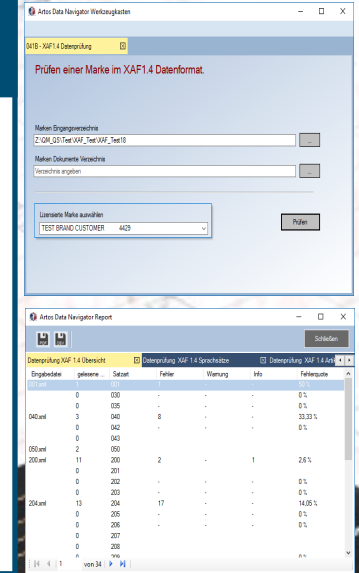 Artos Data Navigator Werkzeugkasten
041B - XAF1.4 Datenprüfung
Prüfen einer Marke im XAF1.4 Datenformat.
Marken Eingangsverzeichnis
Z:\QM_QS\Test\XAF_Test\XAF_Test18
...
Marken Dokumente Verzeichnis
Verzeichnis angeben
...
Lizensierte Marke auswählen
TEST BRAND CUSTOMER 4429
Prüfen
Artos Data Navigator Report
Schließen
Datenprüfung XAF 1.4 Übersicht Datenprüfung XAF 1.4 Sprachsätze Datenprüfung XAF 1.4 Arti
Eingabedatei gelesene ... Satzart Fehler Warnung Info Fehlerquote
001.xml 1 001 1 - 50 %
0 030 - - - 0 %
0 035 - - - 0 %
040.xml 3 040 8 - - 33,33 %
0 042 - - - 0 %
0 043
050.xml 2 050
200.xml 11 200 2 - 1 2,6 %
0 201
0 202 - - - 0 %
0 203 - - - 0 %
204.xml 13 204 17 - - 14,05 %
0 205 - - - 0 %
0 206 - - - 0 %
0 207
0 208
0 209 0 %
1 von 34